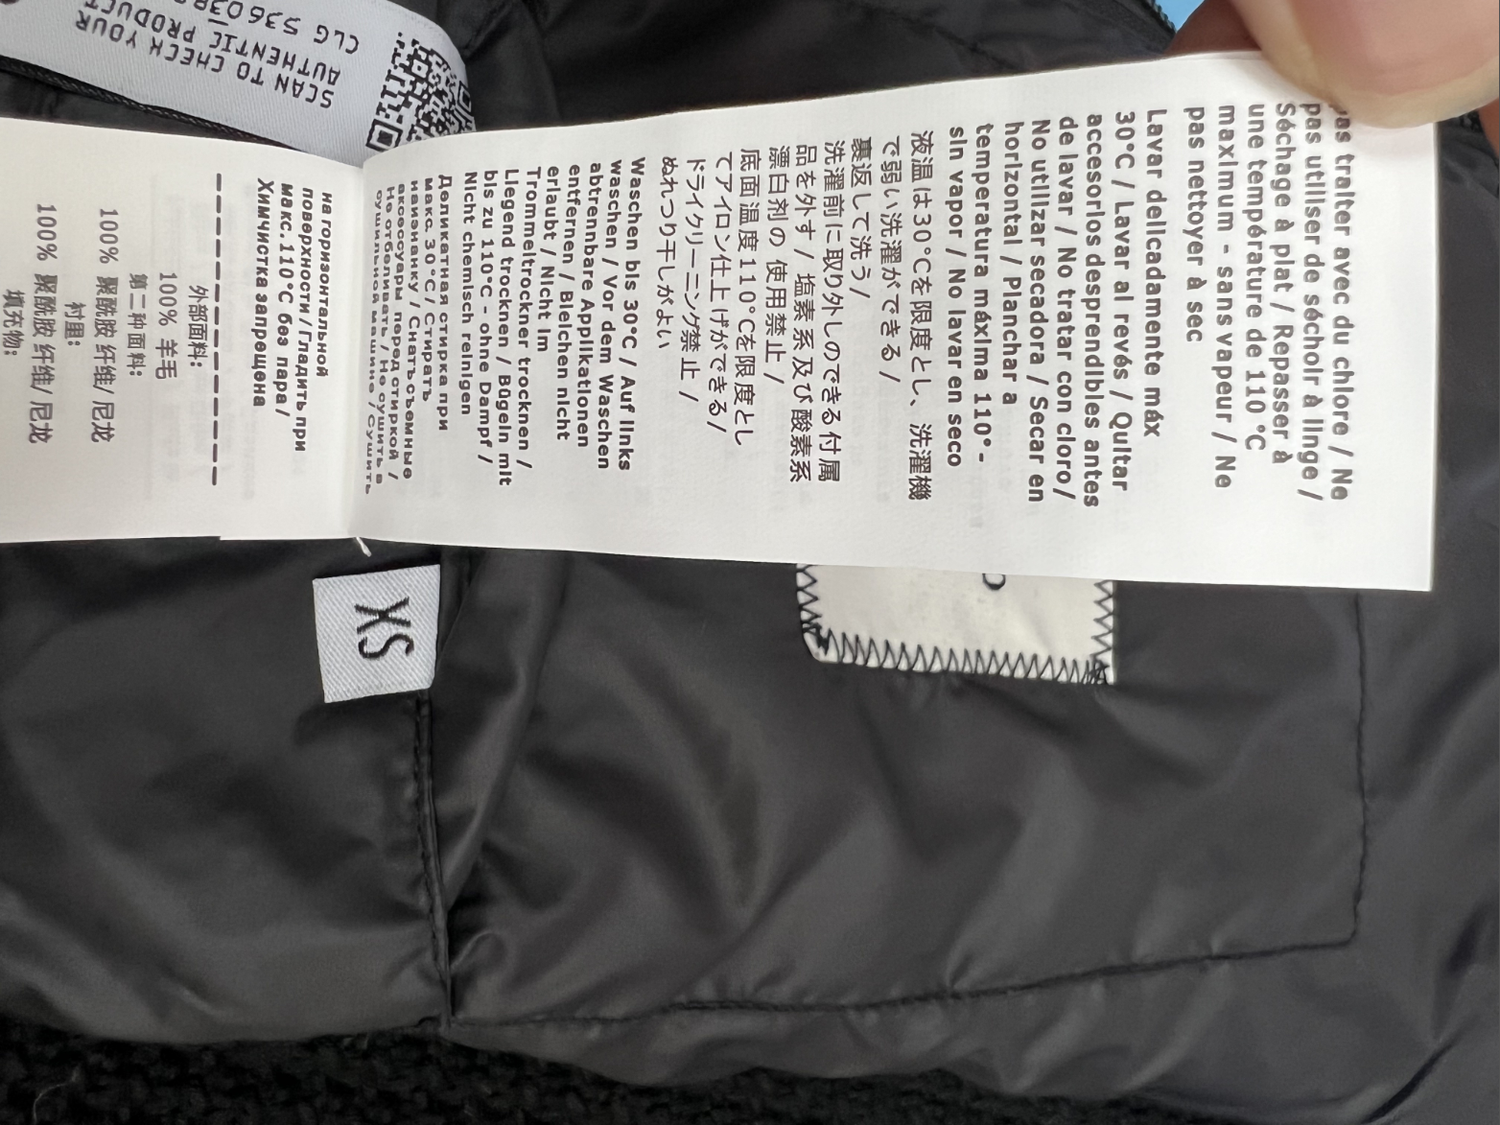 pas traiter avec du chlore / Ne
pas utiliser de séchoir à linge /
Séchage à plat / Repasser à
une température de 110 °C
maximum - sans vapeur / Ne
pas nettoyer à sec
Lavar delicadamente máx
30°C / Lavar al revés / Quitar
accesorios desprendibles antes
de lavar / No tratar con cloro/
No utilizar secadora / Secar en
horizontal / Planchar a
temperatura máxima 110° -
sin vapor / No lavar en seco
液温は30°Cを限度とし、洗濯機
で弱い洗濯ができる /
裏返して洗う/
洗濯前に取り外しのできる付属
品を外す / 塩素系及び酸素系
漂白剤の 使用禁止 /
底面温度110°Cを限度とし
てアイロン仕上げができる/
ドライクリーニング禁止 /
ぬれつり干しがよい
Waschen bis 30°C / Auf links
waschen / Vor dem Waschen
abtrennbare Applikationen
entfernen / Bleichen nicht
erlaubt / Nicht im
Trommeltrockner trocknen /
Liegend trocknen / Bügeln mit
bis zu 110°C - ohne Dampf /
Nicht chemisch reinigen
Деликатная стирка при
макс. 30°C / Стирать
наизнанку / Снать съемные
аксессуары перед стиркой /
Не отбеливать / Не сушить в
сушильной машине / Сушить
на горизонтальной
поверхности / Гладить при
макс.110°C без пара /
Химчистка запрещена
外部面料:
100% 羊毛
第二种面料:
100% 聚酰胺 纤维/ 尼龙
衬里:
100% 聚酰胺 纤维/ 尼龙
填充物:
XS
SCAN TO CHECK YOUR
AUTHENTIC PRODUCT
CLG 536038